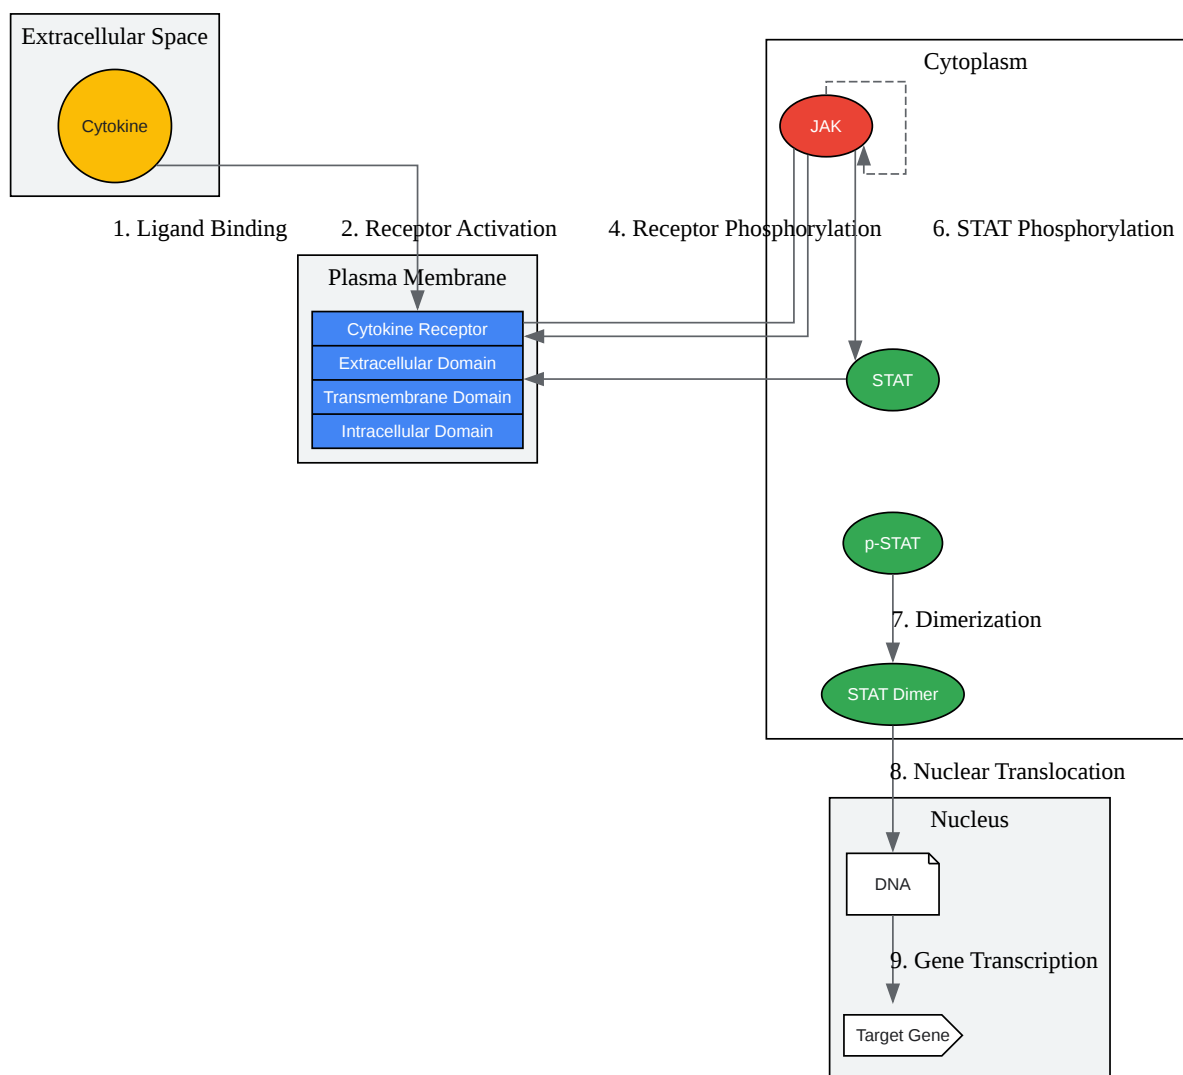 Extracellular Space
Cytokine
Cytoplasm
JAK
1. Ligand Binding
2. Receptor Activation
4. Receptor Phosphorylation
6. STAT Phosphorylation
Plasma Membrane
Cytokine Receptor
Extracellular Domain
Transmembrane Domain
Intracellular Domain
STAT
p-STAT
7. Dimerization
STAT Dimer
8. Nuclear Translocation
Nucleus
DNA
9. Gene Transcription
Target Gene